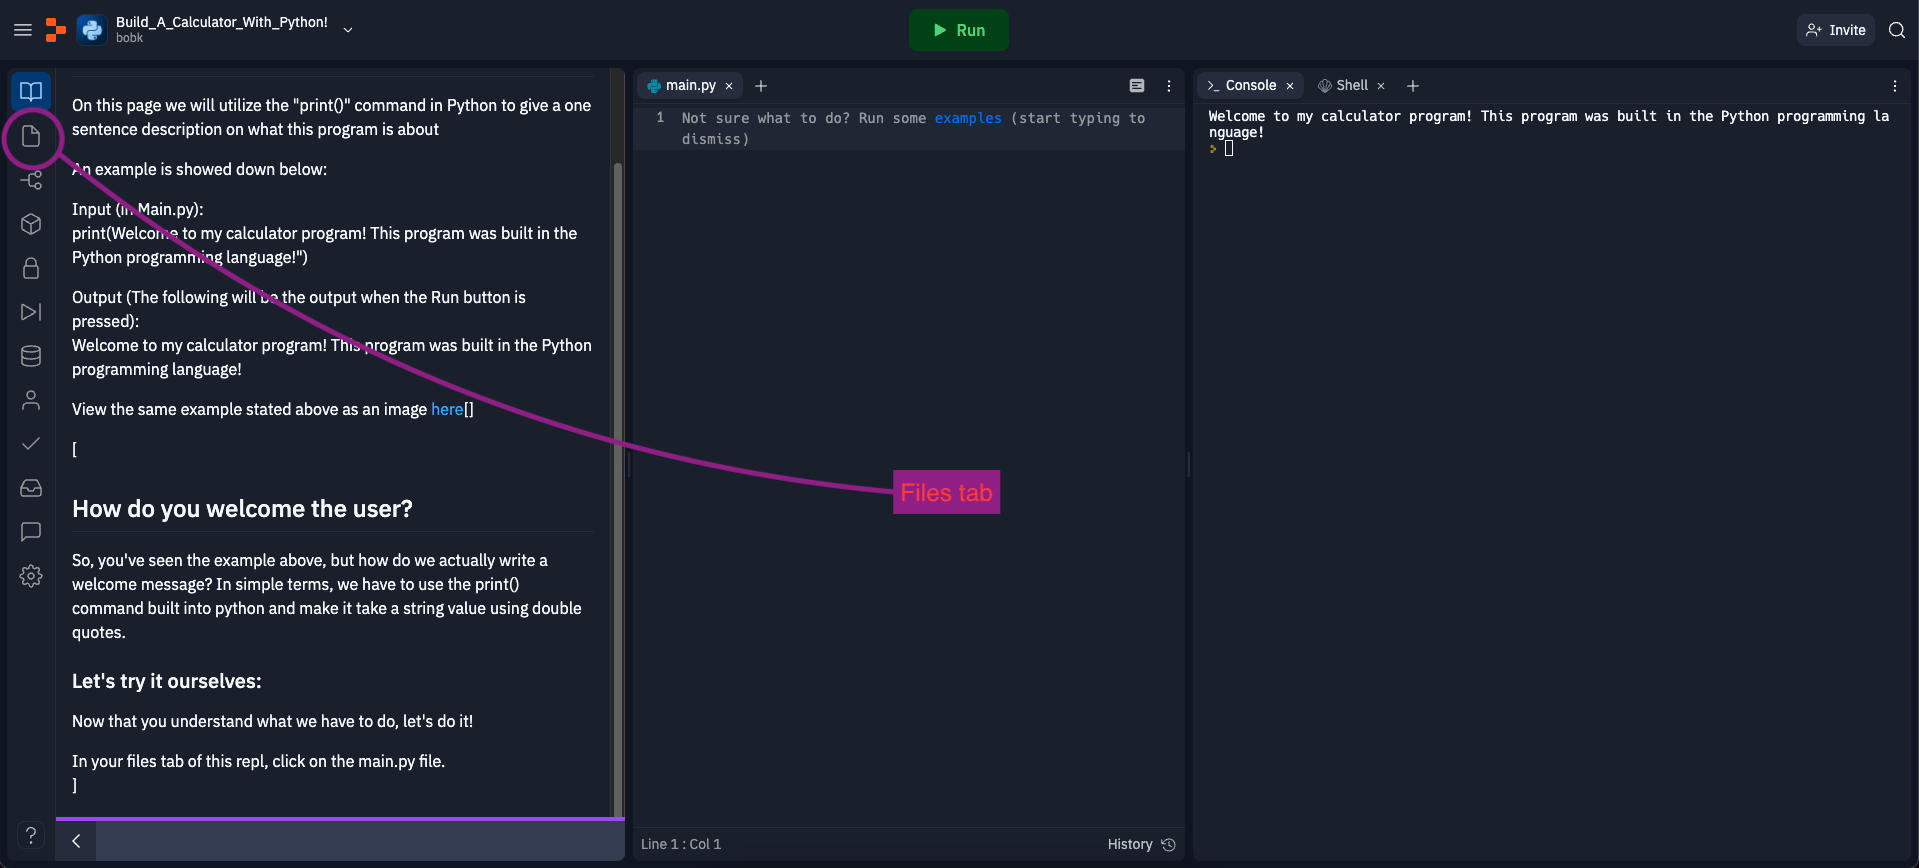 Build_A_Calculator_With_Python!
bobk
Run
Invite
On this page we will utilize the "print()" command in Python to give a one
sentence description on what this program is about
An example is showed down below:
Input (in Main.py):
print(Welcome to my calculator program! This program was built in the
Python programming language!")
Output (The following will be the output when the Run button is
pressed):
Welcome to my calculator program! This program was built in the Python
programming language!
View the same example stated above as an image here[]
[
How do you welcome the user?
So, you've seen the example above, but how do we actually write a
welcome message? In simple terms, we have to use the print()
command built into python and make it take a string value using double
quotes.
Let's try it ourselves:
Now that you understand what we have to do, let's do it!
In your files tab of this repl, click on the main.py file.
]
?
main.py
1 Not sure what to do? Run some examples (start typing to
dismiss)
Files tab
Line 1 : Col 1
History
Console
Shell
Welcome to my calculator program! This program was built in the Python programming la
nguage!